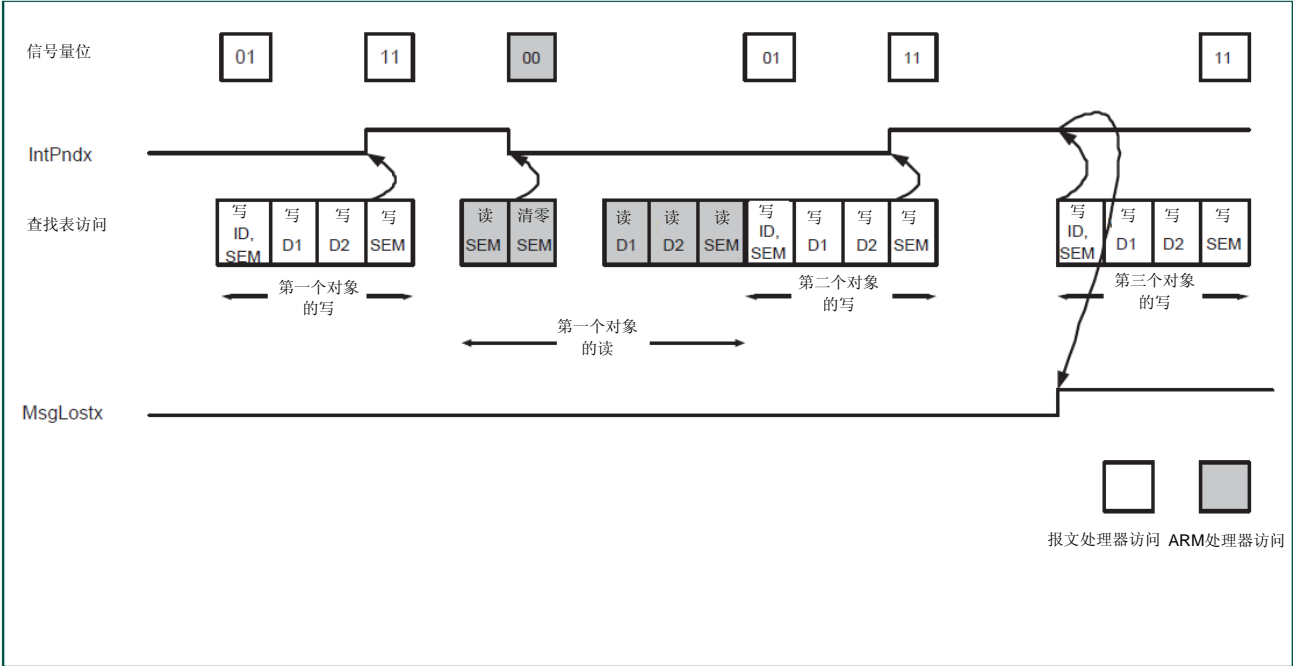 信号量位
01 11 00 01 11 11
IntPndx
查找表访问
写 写 写 写 读 清零 读 读 读 写 写 写 写 写 写 写 写
ID, D1 D2 SEM SEM SEM D1 D2 SEM ID, D1 D2 SEM ID, D1 D2 SEM
SEM SEM SEM
第一个对象 第二个对象 第三个对象
的写 的写 的写
第一个对象
的读
MsgLostx
报文处理器访问 ARM处理器访问